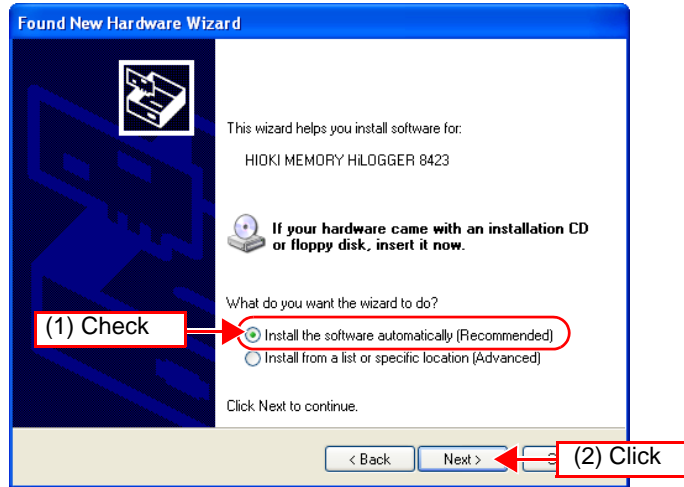 Found New Hardware Wizard
This wizard helps you install software for:
HIOKI MEMORY HiLOGGER 8423
If your hardware came with an installation CD
or floppy disk, insert it now.
What do you want the wizard to do?
(1) Check
Install the software automatically (Recommended)
Install from a list or specific location (Advanced)
Click Next to continue.
< Back
Next >
(2) Click